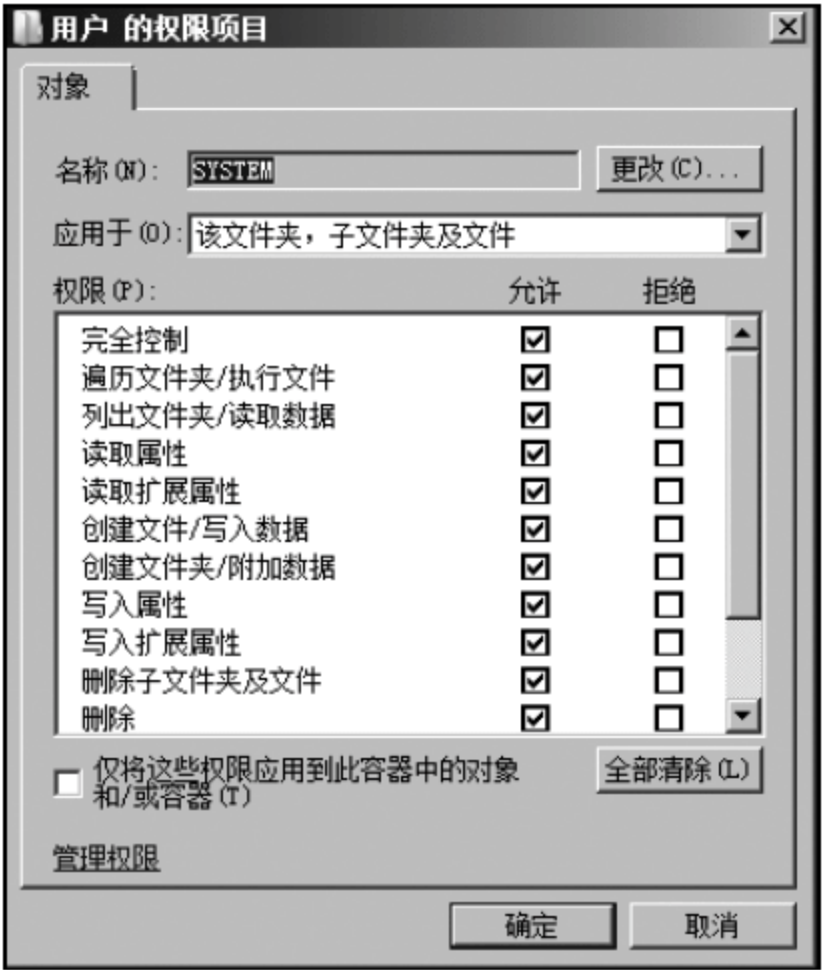 用户 的权限项目
对象
名称(N): SYSTEM 更改(C)...
应用于(O): 该文件夹，子文件夹及文件
权限(P): 允许 拒绝
完全控制
遍历文件夹/执行文件
列出文件夹/读取数据
读取属性
读取扩展属性
创建文件/写入数据
创建文件夹/附加数据
写入属性
写入扩展属性
删除子文件夹及文件
删除
仅将这些权限应用到此容器中的对象
和/或容器(T)
全部清除(L)
管理权限
确定 取消